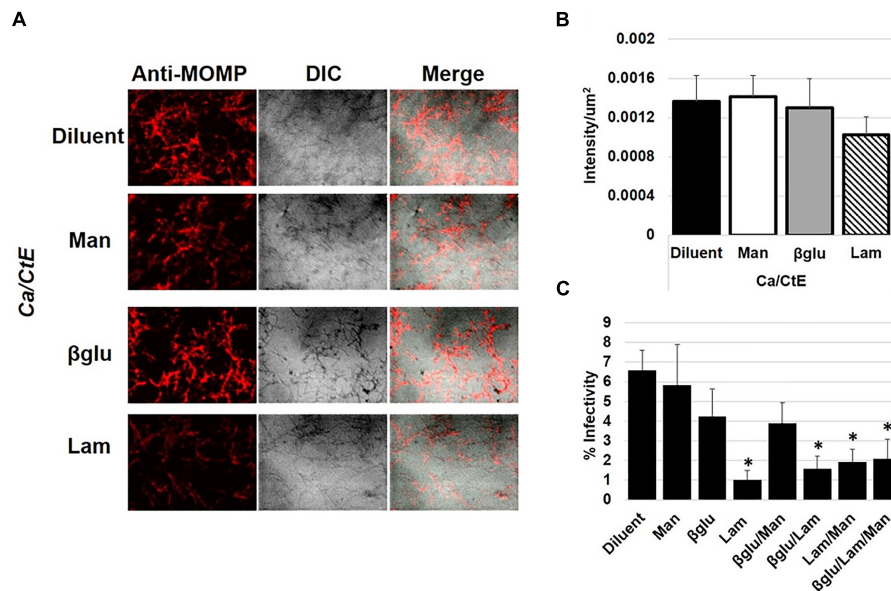 A
Anti-MOMP DIC Merge
Diluent
Man
βglu
Lam
Ca/CtE
B
Intensity/um²
0.002
0.0016
0.0012
0.0008
0.0004
0
Diluent Man βglu Lam
Ca/CtE
C
% Infectivity
9
8
7
6
5
4
3
2
1
0
* * * *
Diluent
Man
βglu
Lam
βglu/Man
βglu/Lam
Lam/Man
βglu/Lam/Man